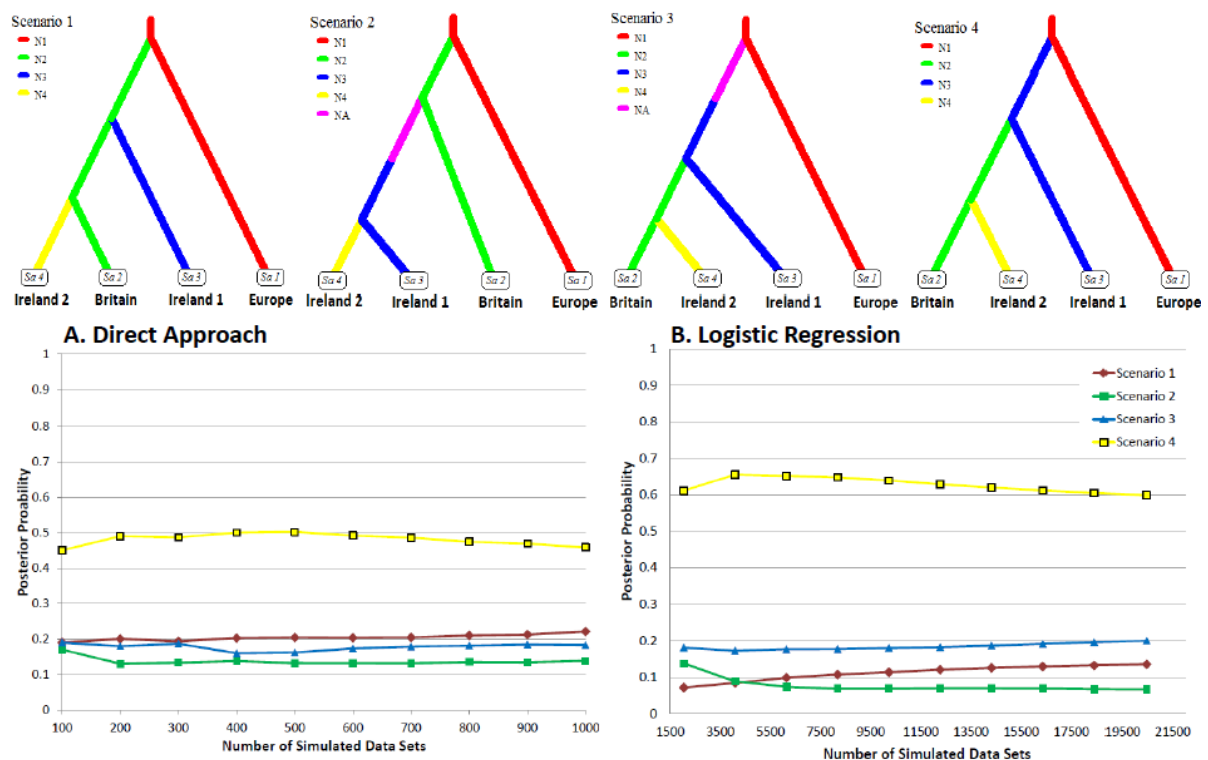 Scenario 1
N1
N2
N3
N4
Sa 4
Sa 2
Sa 3
Sa 1
Ireland 2
Britain
Ireland 1
Europe
Scenario 2
N1
N2
N3
N4
NA
Sa 4
Sa 3
Sa 2
Sa 1
Ireland 2
Ireland 1
Britain
Europe
Scenario 3
N1
N2
N3
N4
NA
Sa 2
Sa 4
Sa 3
Sa 1
Britain
Ireland 2
Ireland 1
Europe
Scenario 4
N1
N2
N3
N4
Sa 2
Sa 4
Sa 3
Sa 1
Britain
Ireland 2
Ireland 1
Europe
A. Direct Approach
Posterior Proability
1
0.9
0.8
0.7
0.6
0.5
0.4
0.3
0.2
0.1
0
100 200 300 400 500 600 700 800 900 1000
Number of Simulated Data Sets
B. Logistic Regression
Posterior Probability
1
0.9
0.8
0.7
0.6
0.5
0.4
0.3
0.2
0.1
0
1500 3500 5500 7500 9500 11500 13500 15500 17500 19500 21500
Number of Simulated Data Sets
Scenario 1
Scenario 2
Scenario 3
Scenario 4